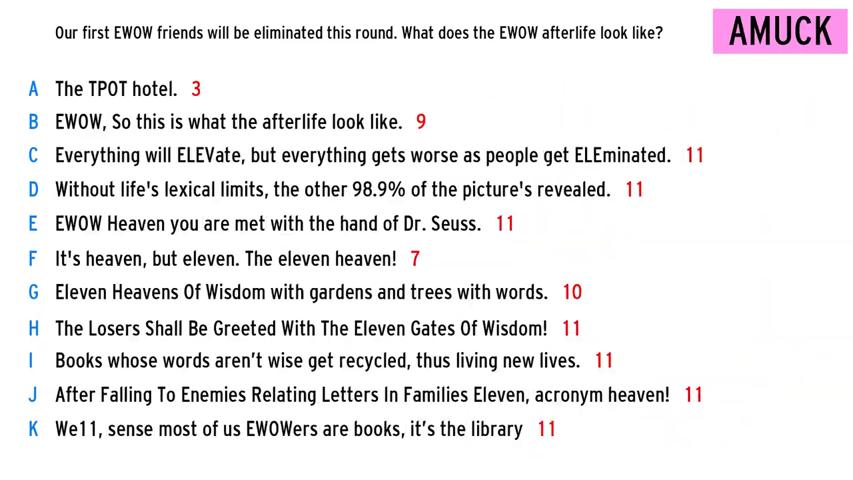 Our first EWOW friends will be eliminated this round. What does the EWOW afterlife look like?
AMUCK
A The TPOT hotel. 3
B EWOW, So this is what the afterlife look like. 9
C Everything will ELEVate, but everything gets worse as people get ELEminated. 11
D Without life's lexical limits, the other 98.9% of the picture's revealed. 11
E EWOW Heaven you are met with the hand of Dr. Seuss. 11
F It's heaven, but eleven. The eleven heaven! 7
G Eleven Heavens Of Wisdom with gardens and trees with words. 10
H The Losers Shall Be Greeted With The Eleven Gates Of Wisdom! 11
I Books whose words aren’t wise get recycled, thus living new lives. 11
J After Falling To Enemies Relating Letters In Families Eleven, acronym heaven! 11
K We11, sense most of us EWOWers are books, it’s the library 11